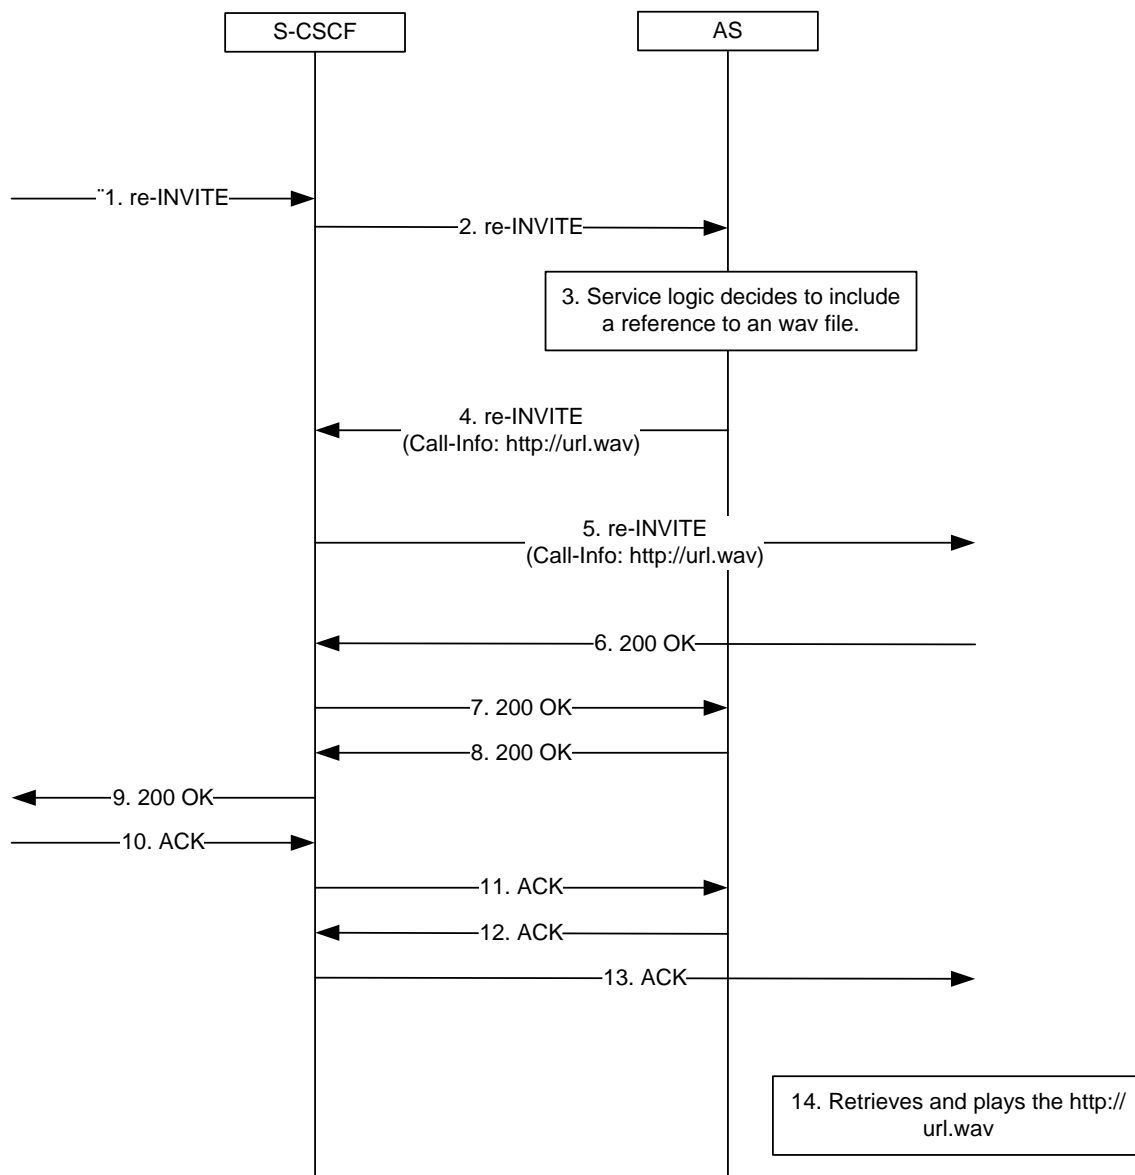 S-CSCF
AS
¨1. re-INVITE
2. re-INVITE
3. Service logic decides to include
a reference to an wav file.
4. re-INVITE
(Call-Info: http://url.wav)
5. re-INVITE
(Call-Info: http://url.wav)
6. 200 OK
7. 200 OK
8. 200 OK
9. 200 OK
10. ACK
11. ACK
12. ACK
13. ACK
14. Retrieves and plays the http://
url.wav